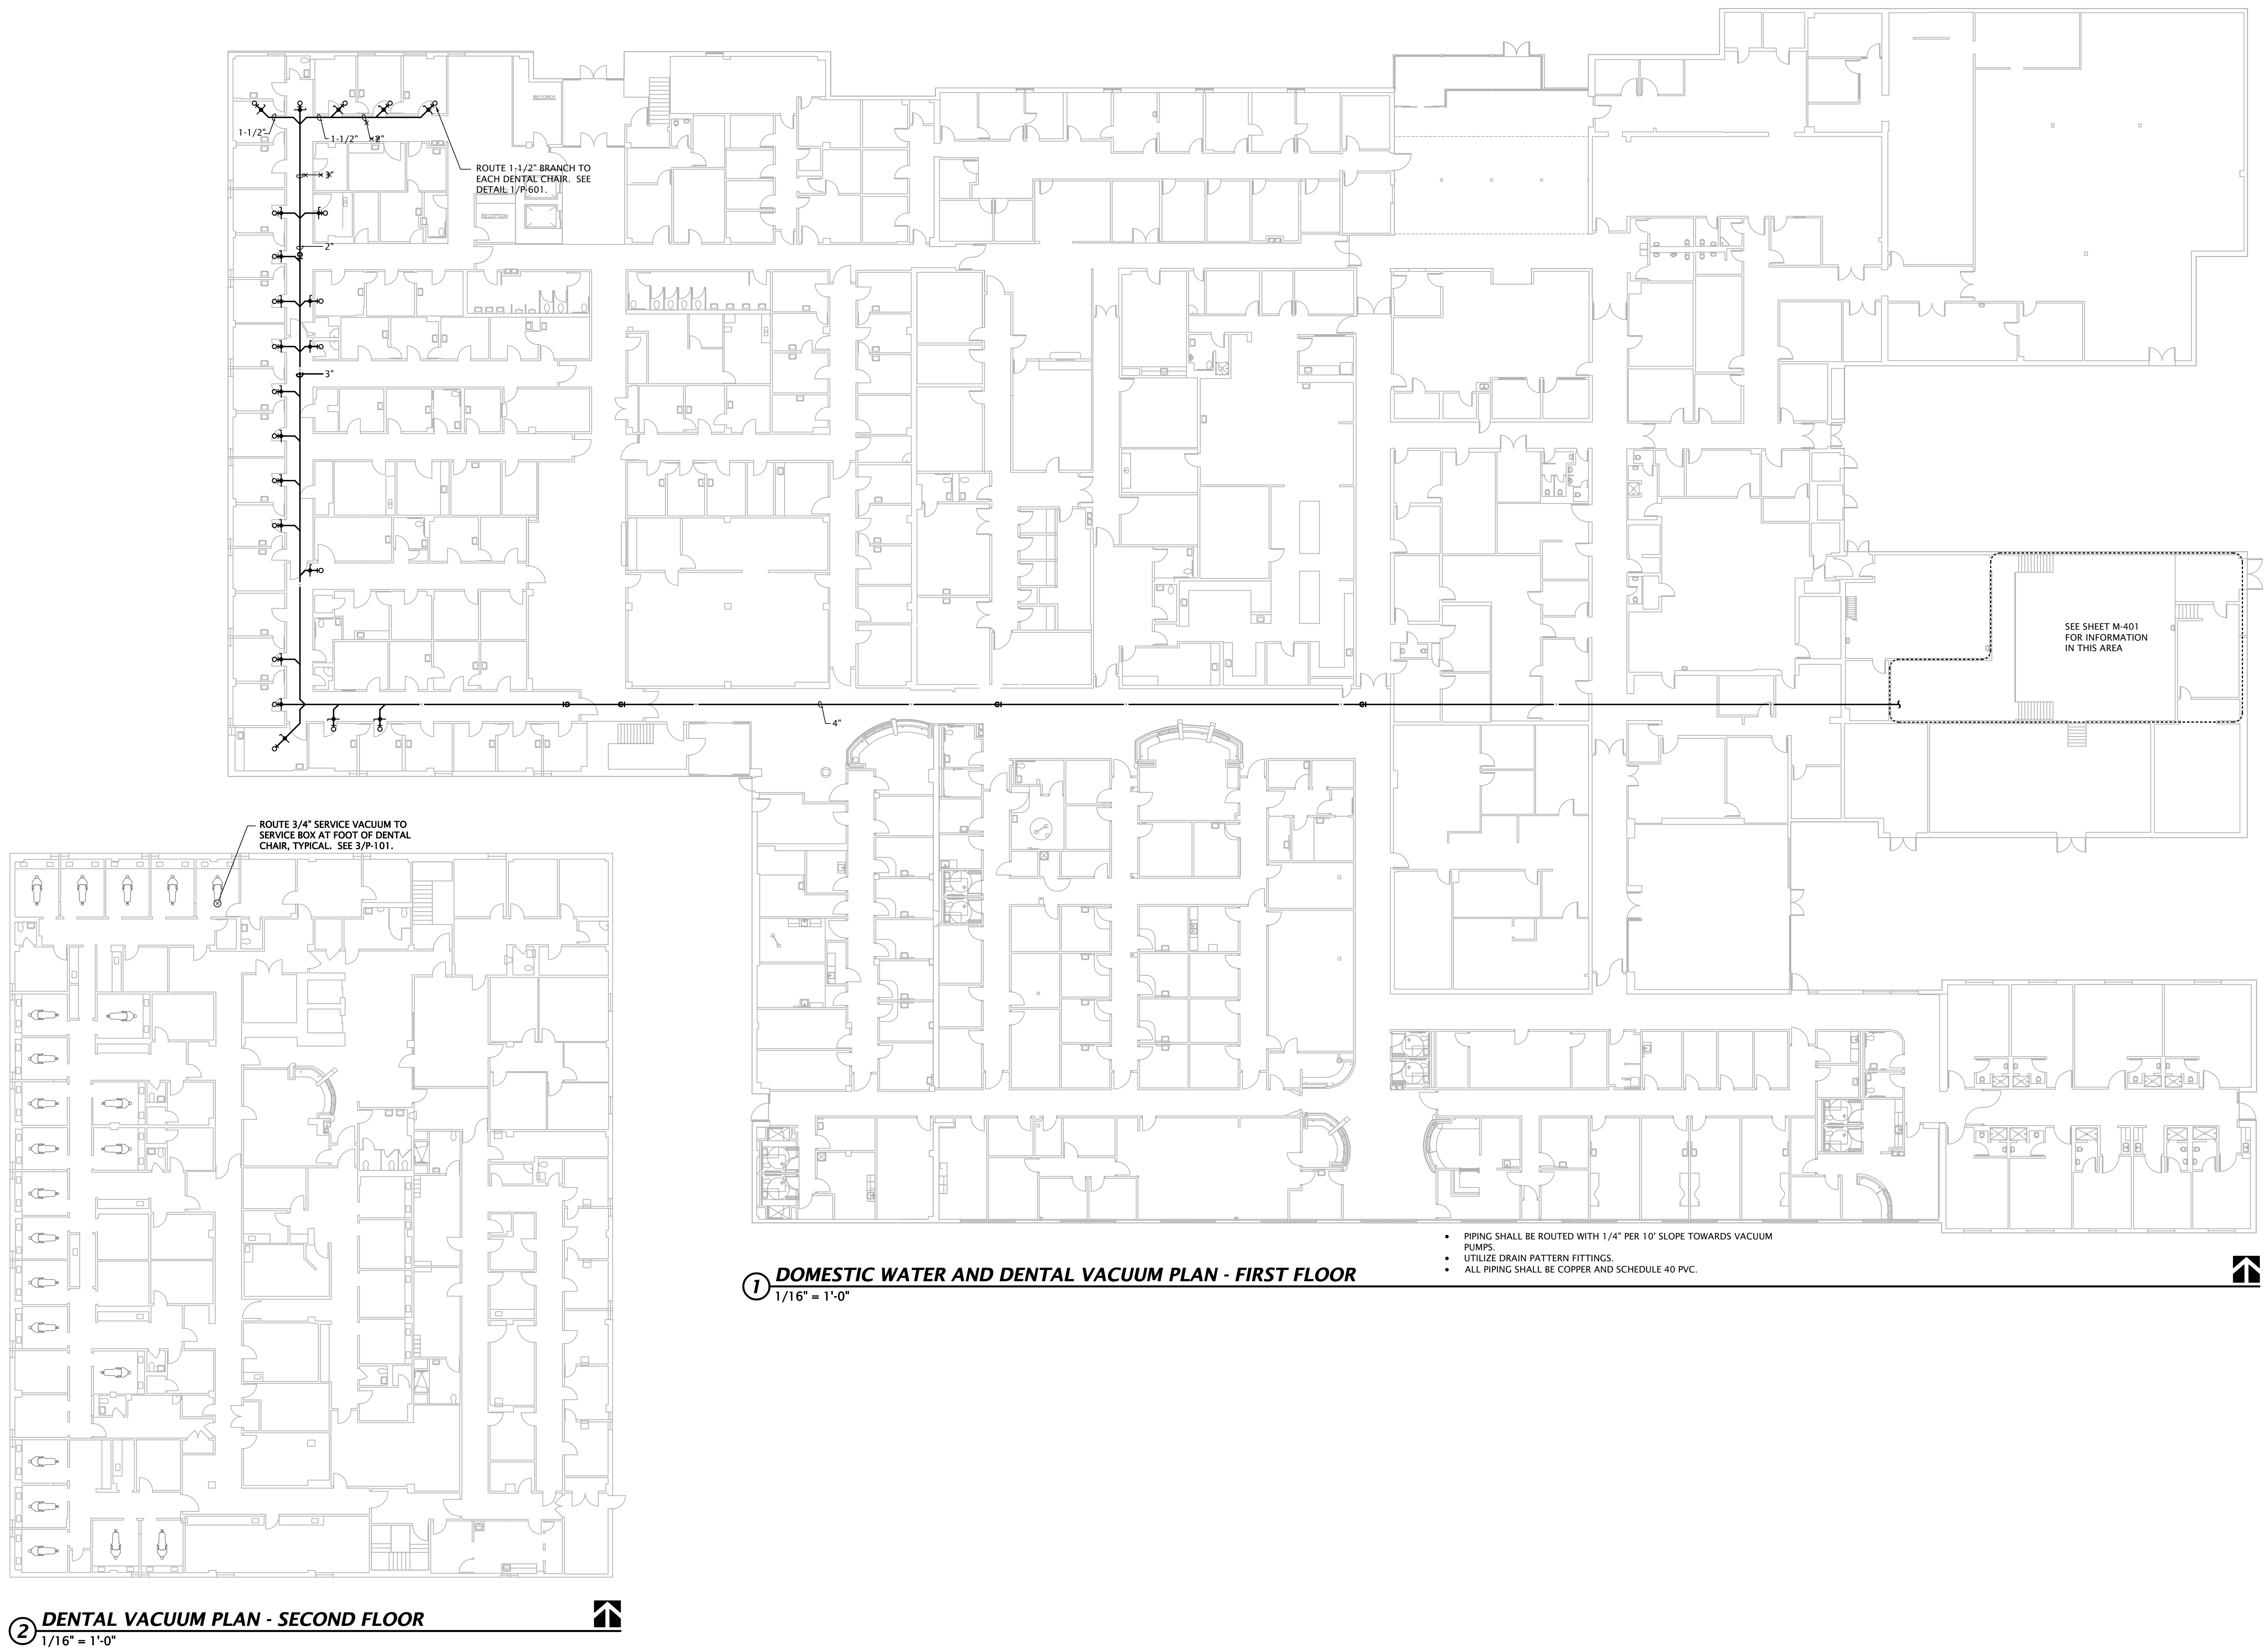 RECORDS
1-1/2"
1-1/2"
ROUTE 1-1/2" BRANCH TO
EACH DENTAL CHAIR.  SEE
DETAIL 1/P-601.
RECEPTION
2"
3"
SEE SHEET M-401
FOR INFORMATION
IN THIS AREA
4"
ROUTE 3/4" SERVICE VACUUM TO
SERVICE BOX AT FOOT OF DENTAL
CHAIR, TYPICAL.  SEE 3/P-101.
• PIPING SHALL BE ROUTED WITH 1/4" PER 10' SLOPE TOWARDS VACUUM
PUMPS.
• UTILIZE DRAIN PATTERN FITTINGS.
• ALL PIPING SHALL BE COPPER AND SCHEDULE 40 PVC.
1 DOMESTIC WATER AND DENTAL VACUUM PLAN - FIRST FLOOR
1/16" = 1'-0"
2 DENTAL VACUUM PLAN - SECOND FLOOR
1/16" = 1'-0"